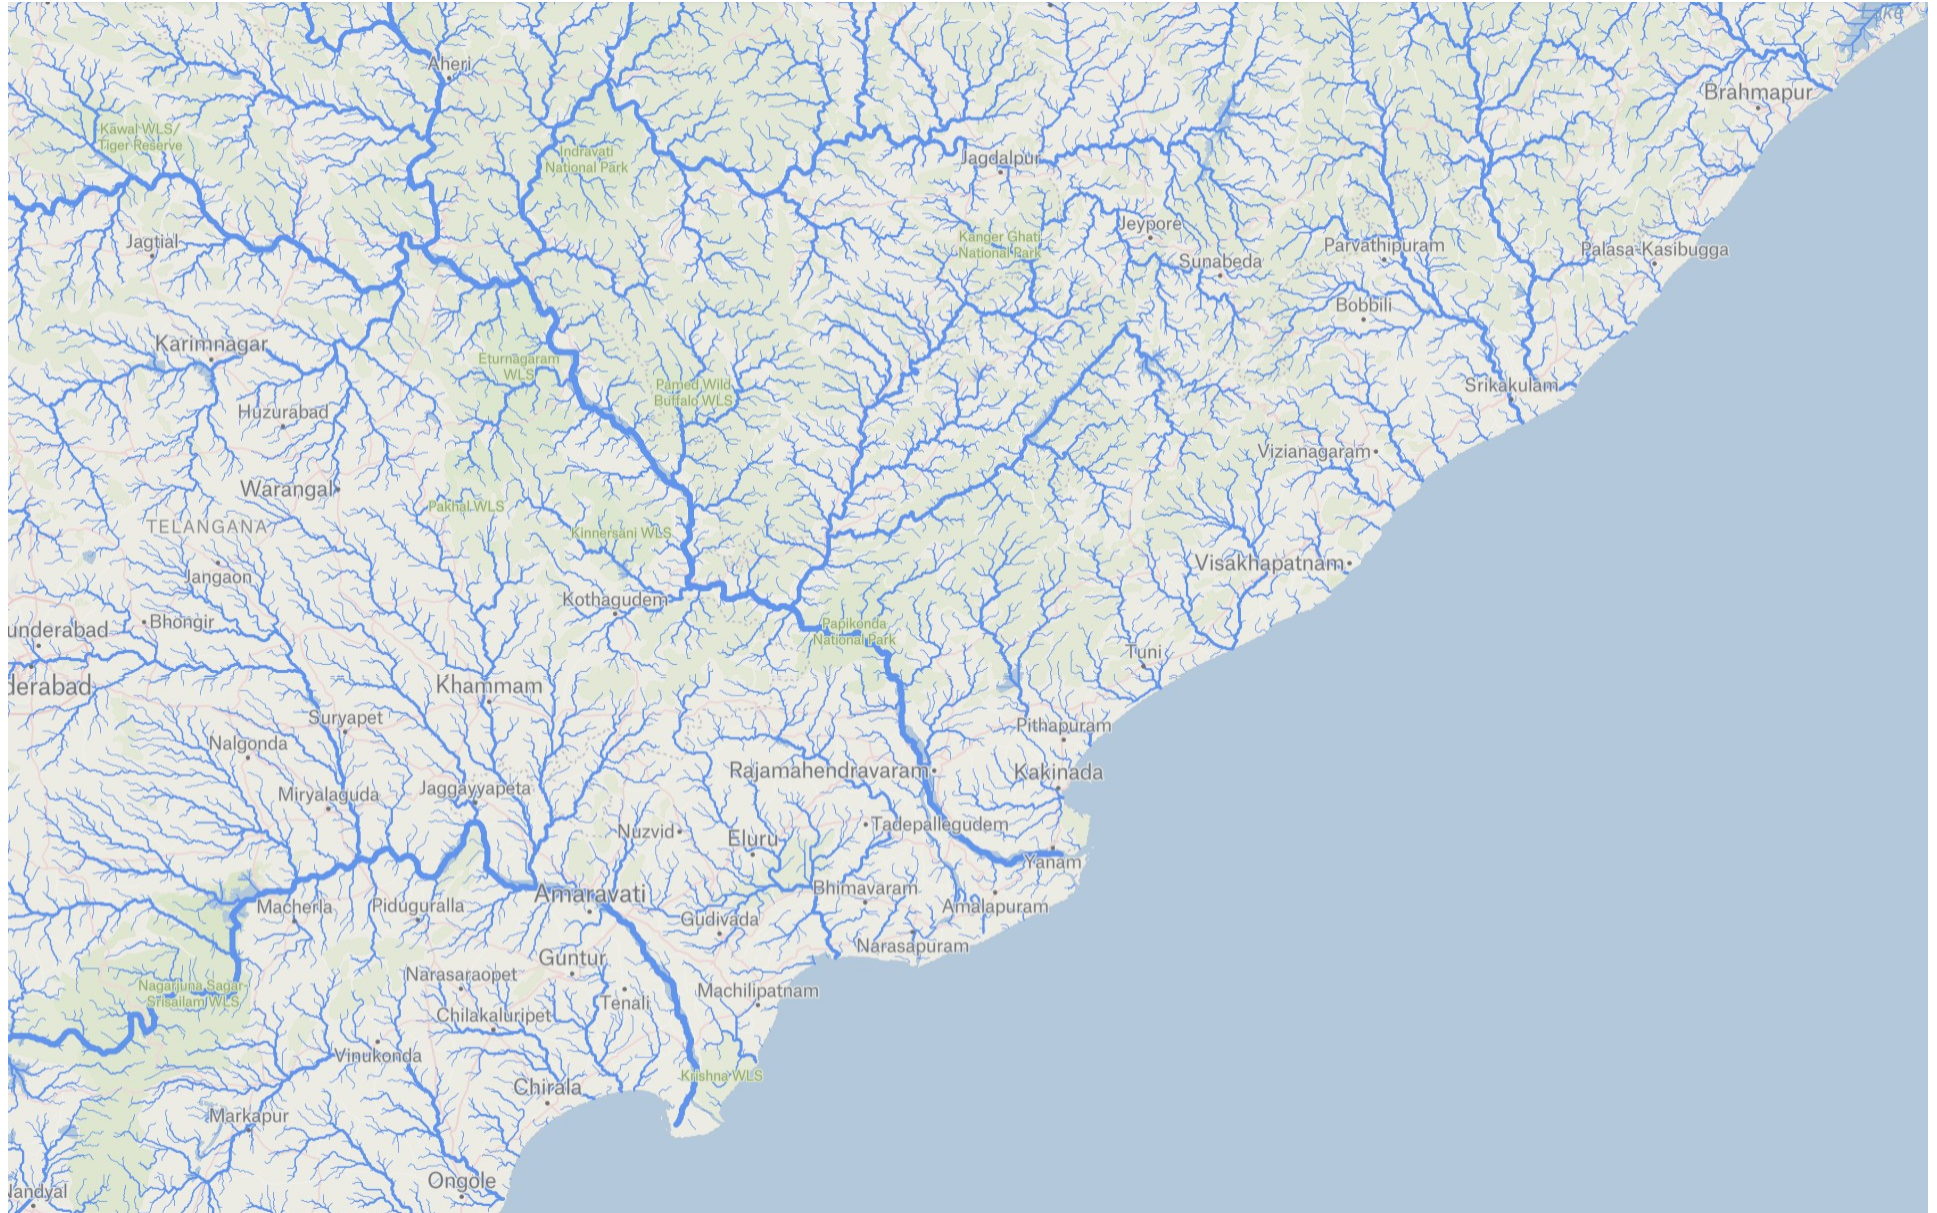 Aheri
Brahmapur
Kawal WLS/
Tiger Reserve
Indravati
National Park
Jagdalpur
Jagtial
Jeypore
Kanger Ghati
National Park
Sunabeda
Parvathipuram
Palasa-Kasibugga
Bobbili
Karimnagar
Eturnagaram
WLS
Pamed Wild
Buffalo WLS
Srikakulam
Huzurabad
Vizianagaram
Warangal
Pakhal WLS
TELANGANA
Kinnersani WLS
Visakhapatnam
Jangaon
Kothagudem
Bhongir
underabad
Papikonda
National Park
Tuni
derabad
Khammam
Suryapet
Pithapuram
Nalgonda
Rajamahendravaram
Kakinada
Miryalaguda
Jaggayyapeta
Nuzvid
Eluru
Tadepallegudem
Yanam
Amaravati
Bhimavaram
Macherla
Piduguralla
Gudivada
Amalapuram
Narasapuram
Guntur
Narasaraopet
Nagarjuna Sagar-
Srisailam WLS
Tenali
Machilipatnam
Chilakaluripet
Vinukonda
Krishna WLS
Chirala
Markapur
Ongole
Nandyal